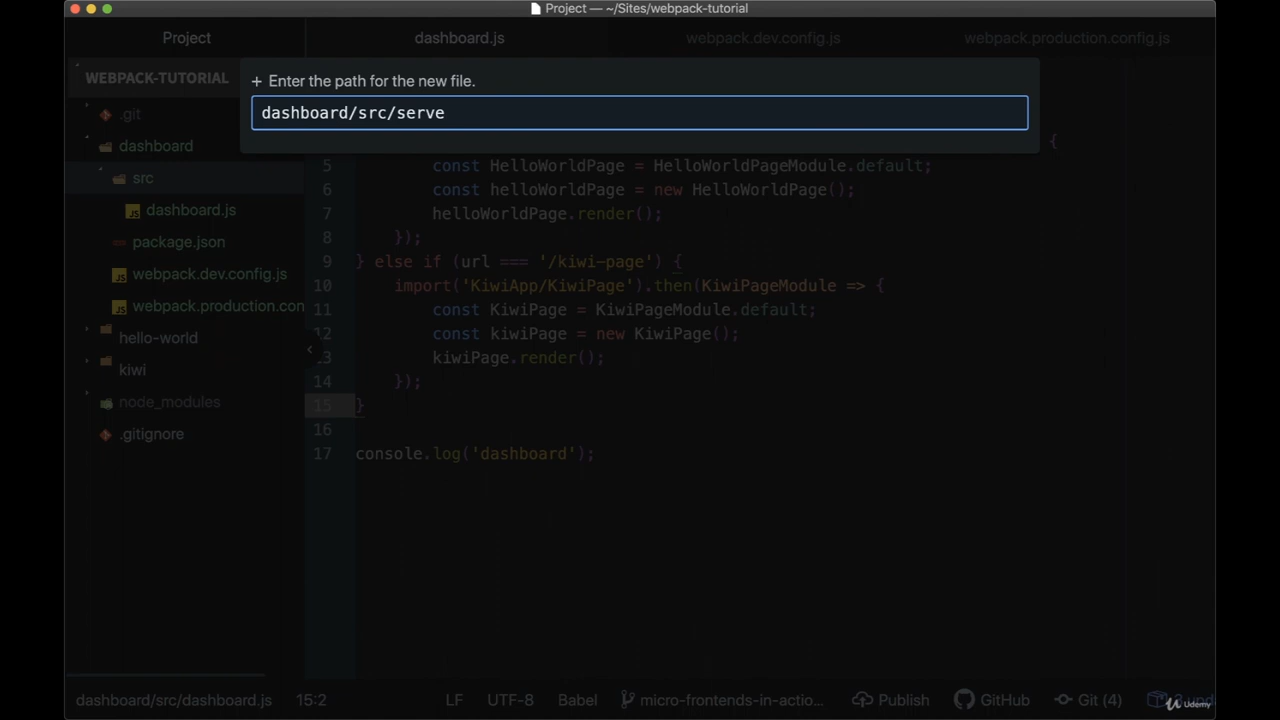 Project — ~/Sites/webpack-tutorial
Project
dashboard.js
webpack.dev.config.js
webpack.production.config.js
WEBPACK-TUTORIAL
.git
dashboard
src
dashboard.js
package.json
webpack.dev.config.js
webpack.production.con
hello-world
kiwi
node_modules
.gitignore
+ Enter the path for the new file.
dashboard/src/serve
{
5 const HelloWorldPage = HelloWorldPageModule.default;
6 const helloWorldPage = new HelloWorldPage();
7 helloWorldPage.render();
8 });
9 } else if (url === '/kiwi-page') {
10 import('KiwiApp/KiwiPage').then(KiwiPageModule => {
11 const KiwiPage = KiwiPageModule.default;
12 const kiwiPage = new KiwiPage();
13 kiwiPage.render();
14 });
15 }
16
17 console.log('dashboard');
dashboard/src/dashboard.js 15:2 LF UTF-8 Babel micro-frontends-in-actio... Publish GitHub Git (4)
Udemy